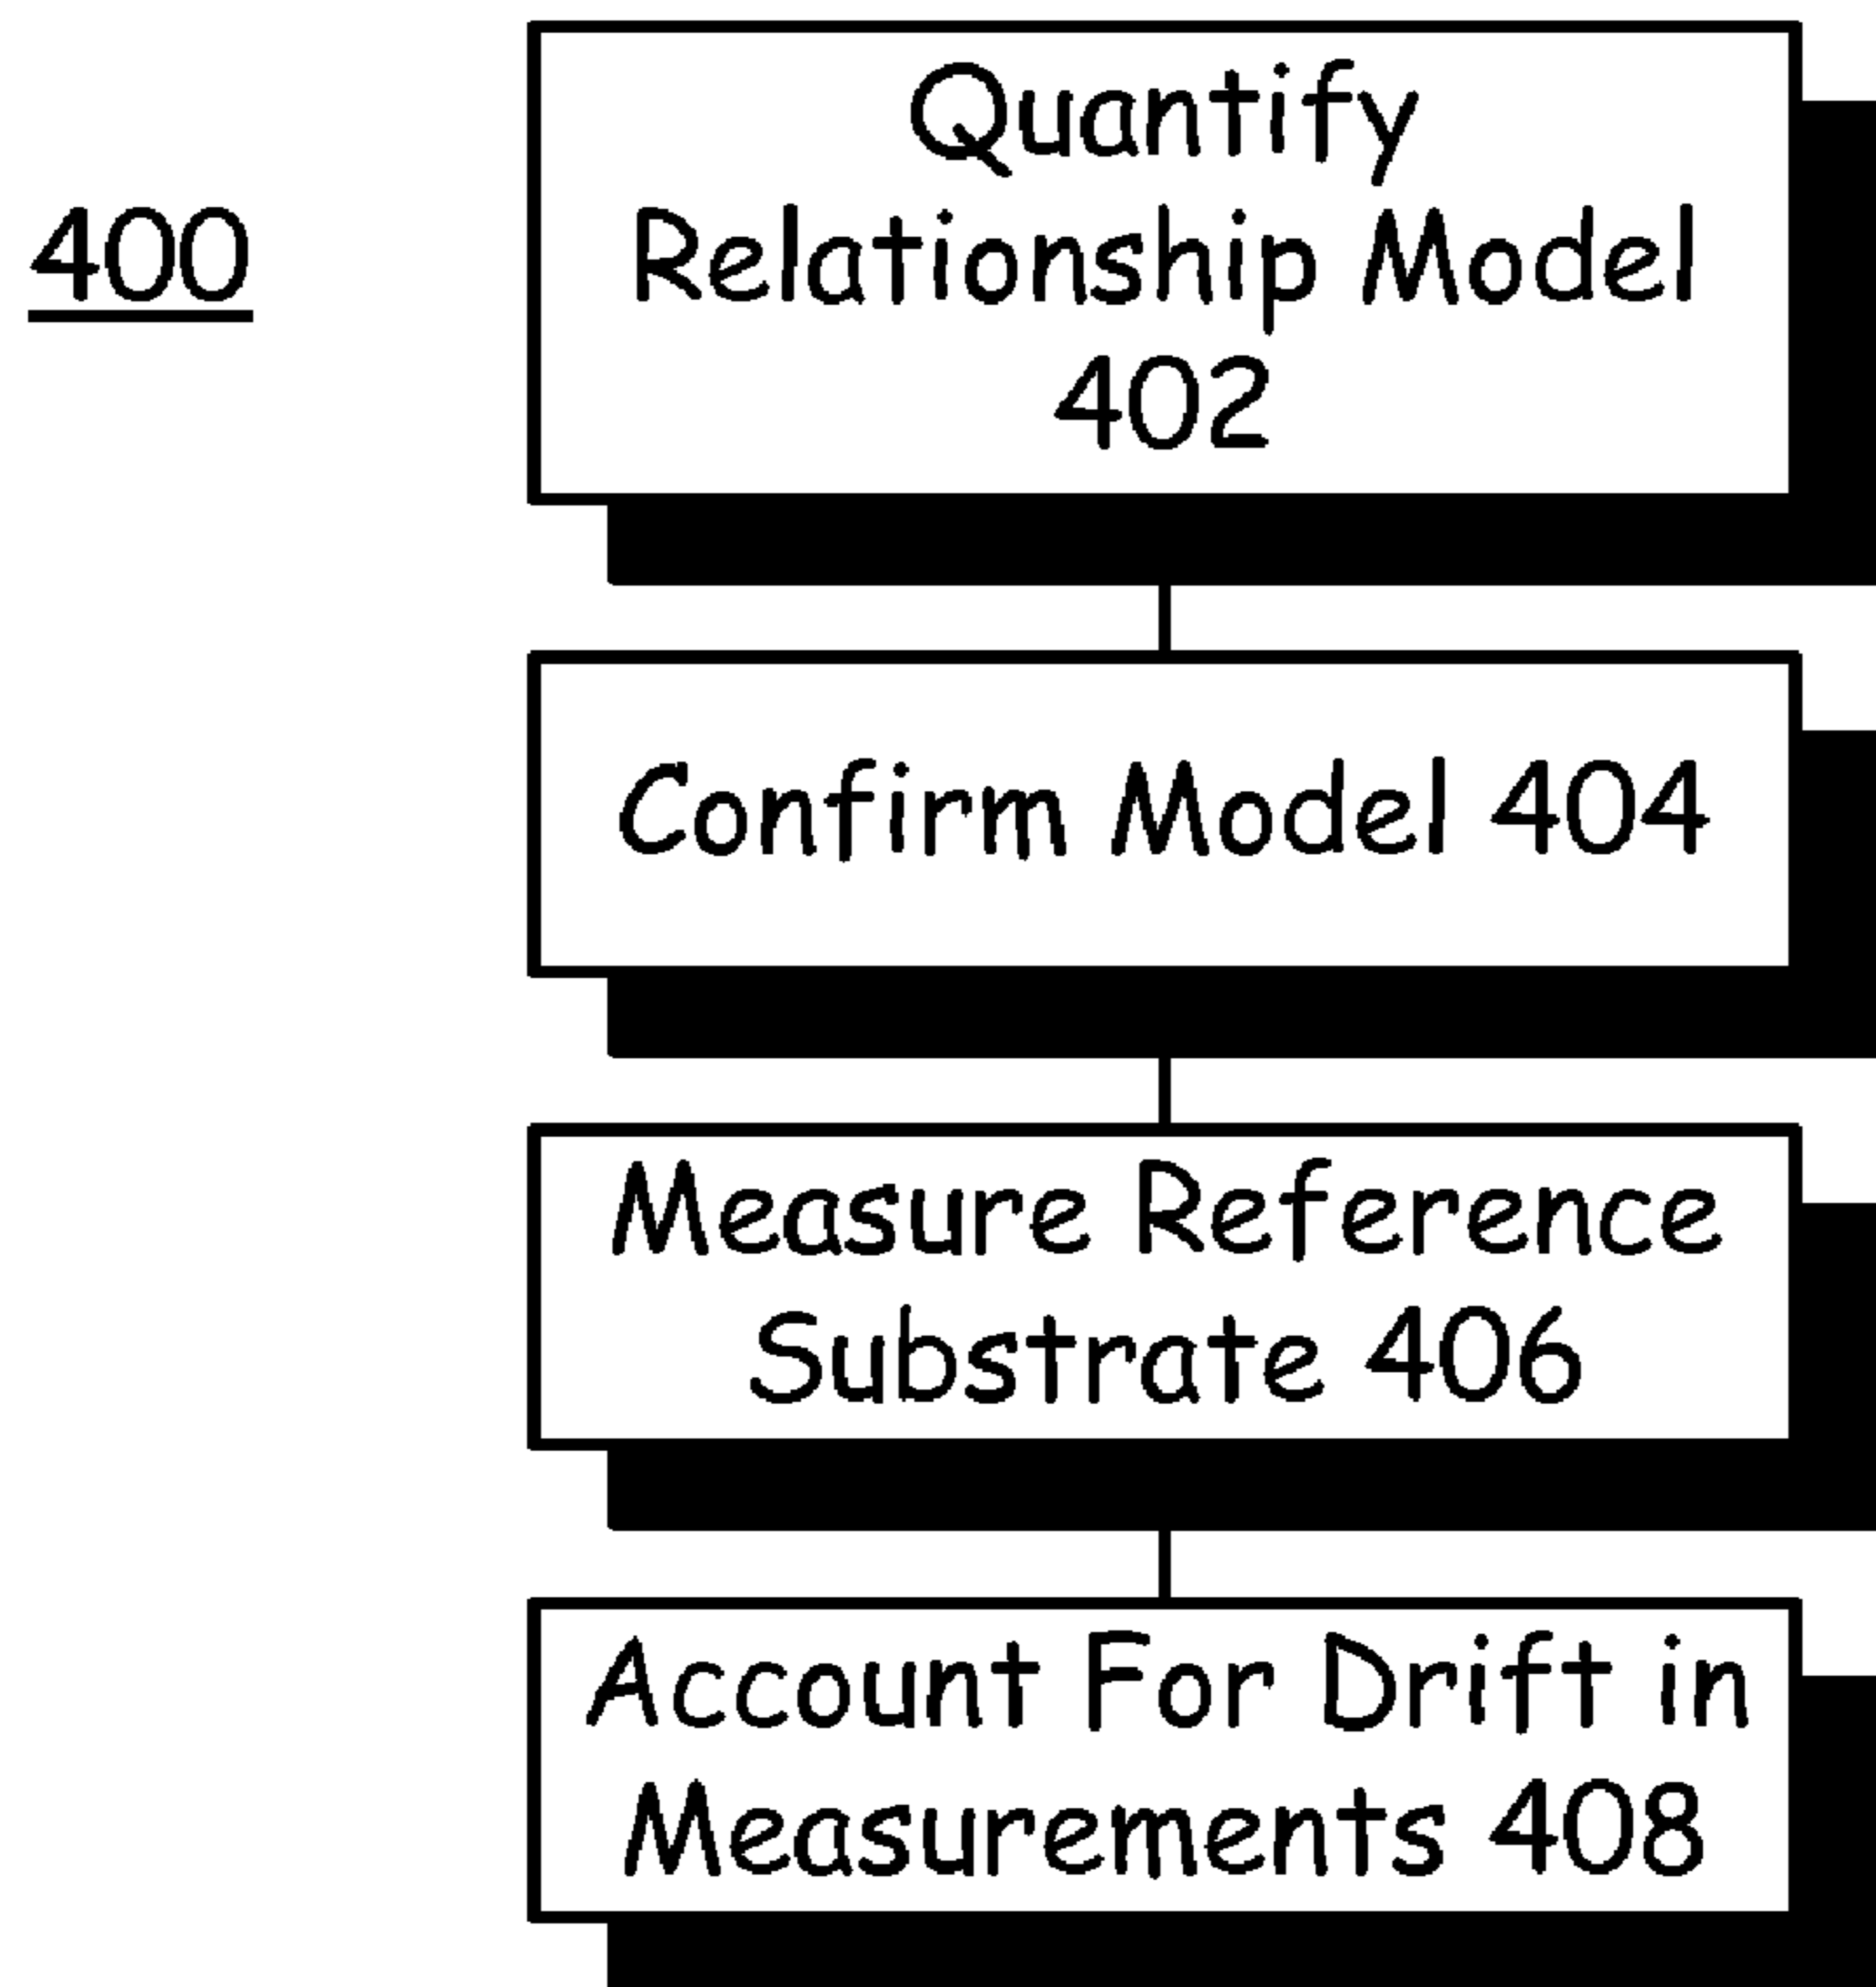 400
Quantify
Relationship Model
402
Confirm Model 404
Measure Reference
Substrate 406
Account For Drift in
Measurements 408